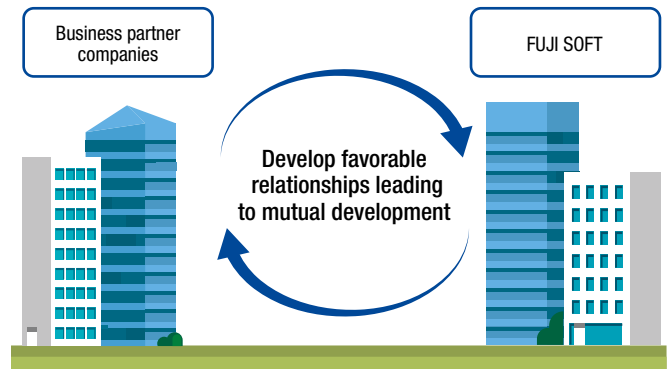 Business partner
companies
FUJI SOFT
Develop favorable
relationships leading
to mutual development